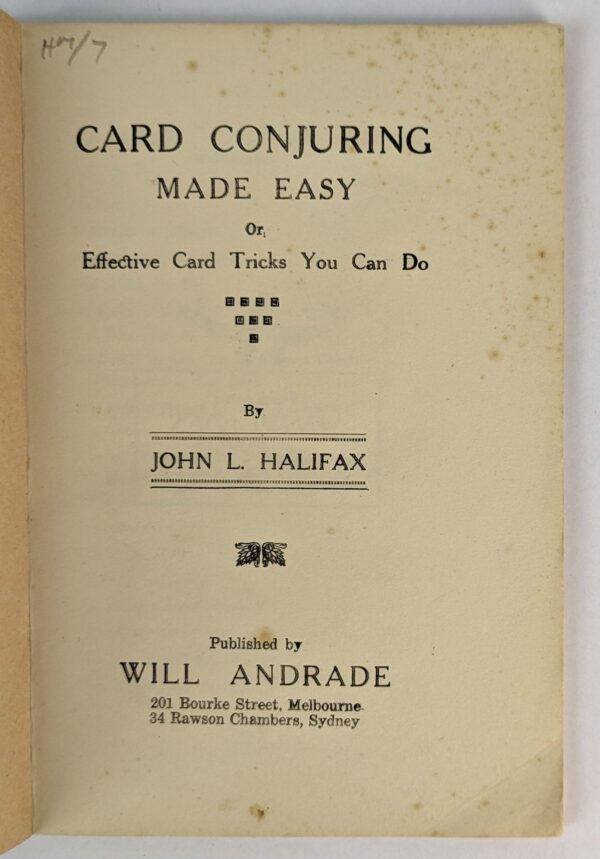 CARD CONJURING
MADE EASY
Or,
Effective Card Tricks You Can Do
By
JOHN L. HALIFAX
Published by
WILL ANDRADE
201 Bourke Street, Melbourne.
34 Rawson Chambers, Sydney